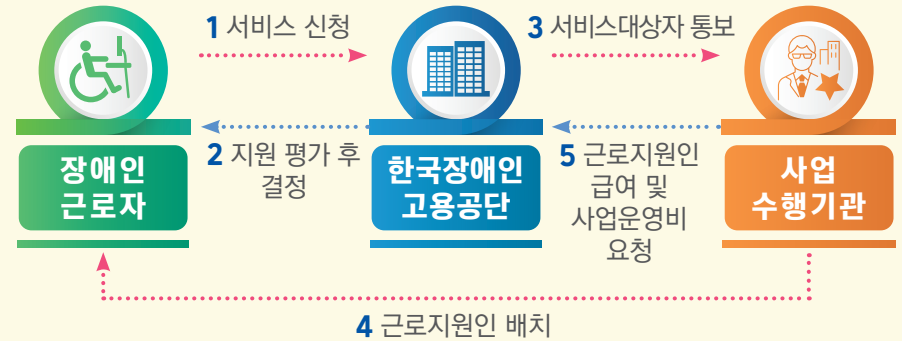 1 서비스 신청
3 서비스대상자 통보
장애인
근로자
2 지원 평가 후
결정
한국장애인
고용공단
5 근로지원인
급여 및
사업운영비
요청
사업
수행기관
4 근로지원인 배치